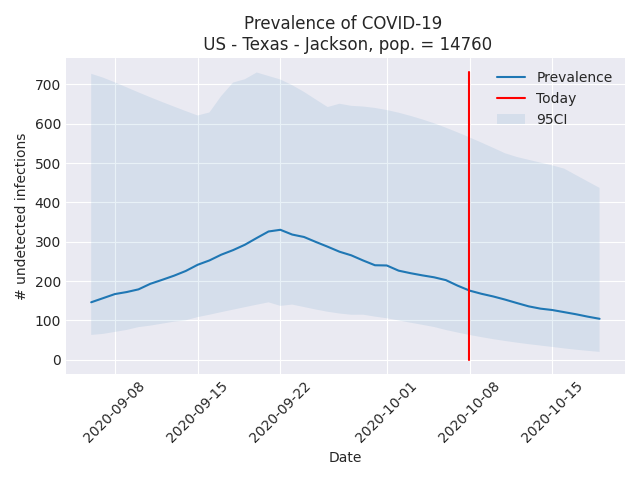 Prevalence of COVID-19
US - Texas - Jackson, pop. = 14760
Prevalence
Today
95CI
# undetected infections
700
600
500
400
300
200
100
0
2020-09-08
2020-09-15
2020-09-22
2020-10-01
2020-10-08
2020-10-15
Date